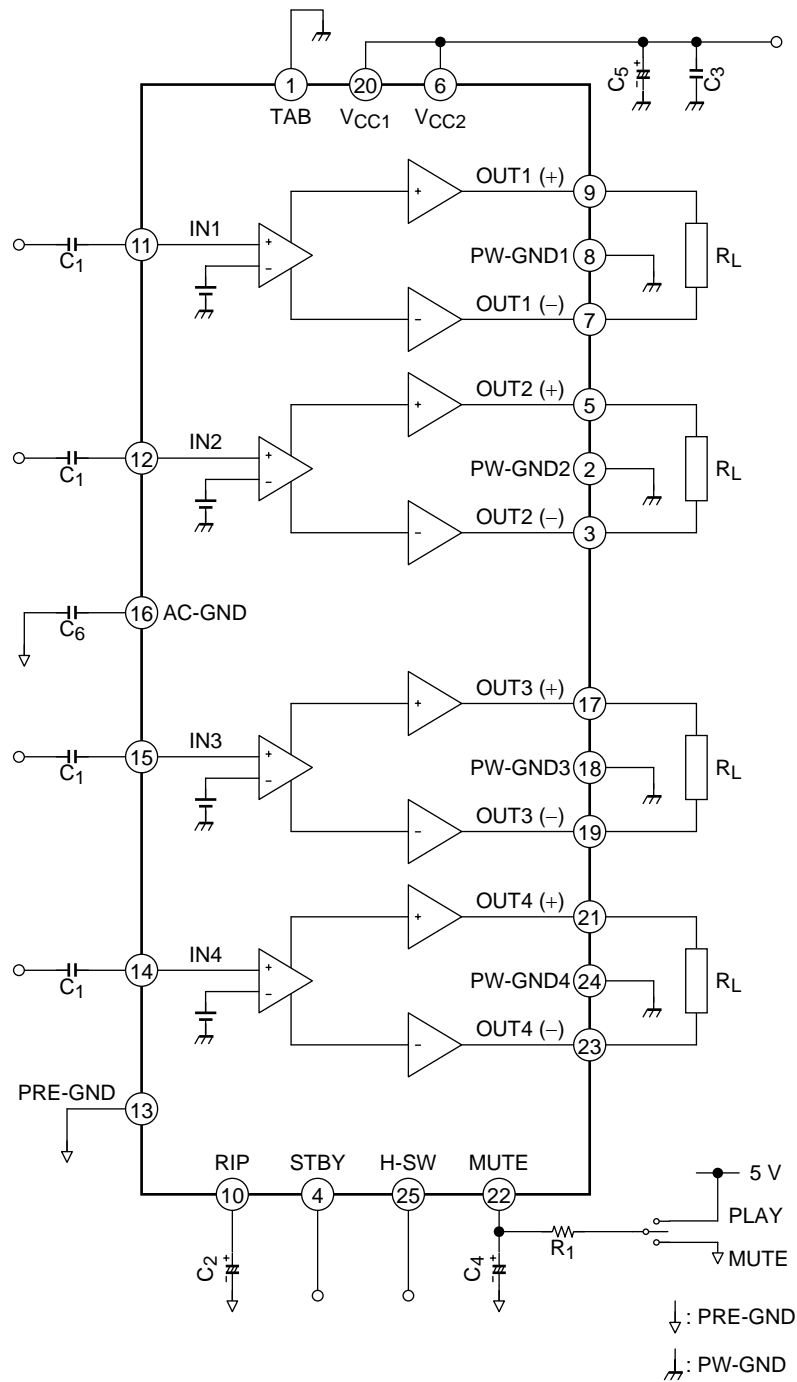 C5
+
-
C3
1
20
6
TAB
VCC1
VCC2
OUT1 (+)
9
+
IN1
11
C1
+
-
PW-GND1
8
RL
OUT1 (-)
7
-
OUT2 (+)
5
+
IN2
12
C1
+
-
PW-GND2
2
RL
OUT2 (-)
3
-
16
AC-GND
C6
OUT3 (+)
17
+
IN3
15
C1
+
-
PW-GND3
18
RL
OUT3 (-)
19
-
OUT4 (+)
21
+
IN4
14
C1
+
-
PW-GND4
24
RL
OUT4 (-)
23
-
PRE-GND
13
RIP
STBY
H-SW
MUTE
10
4
25
22
5 V
PLAY
R1
MUTE
C2
+
-
C4
+
-
: PRE-GND
: PW-GND